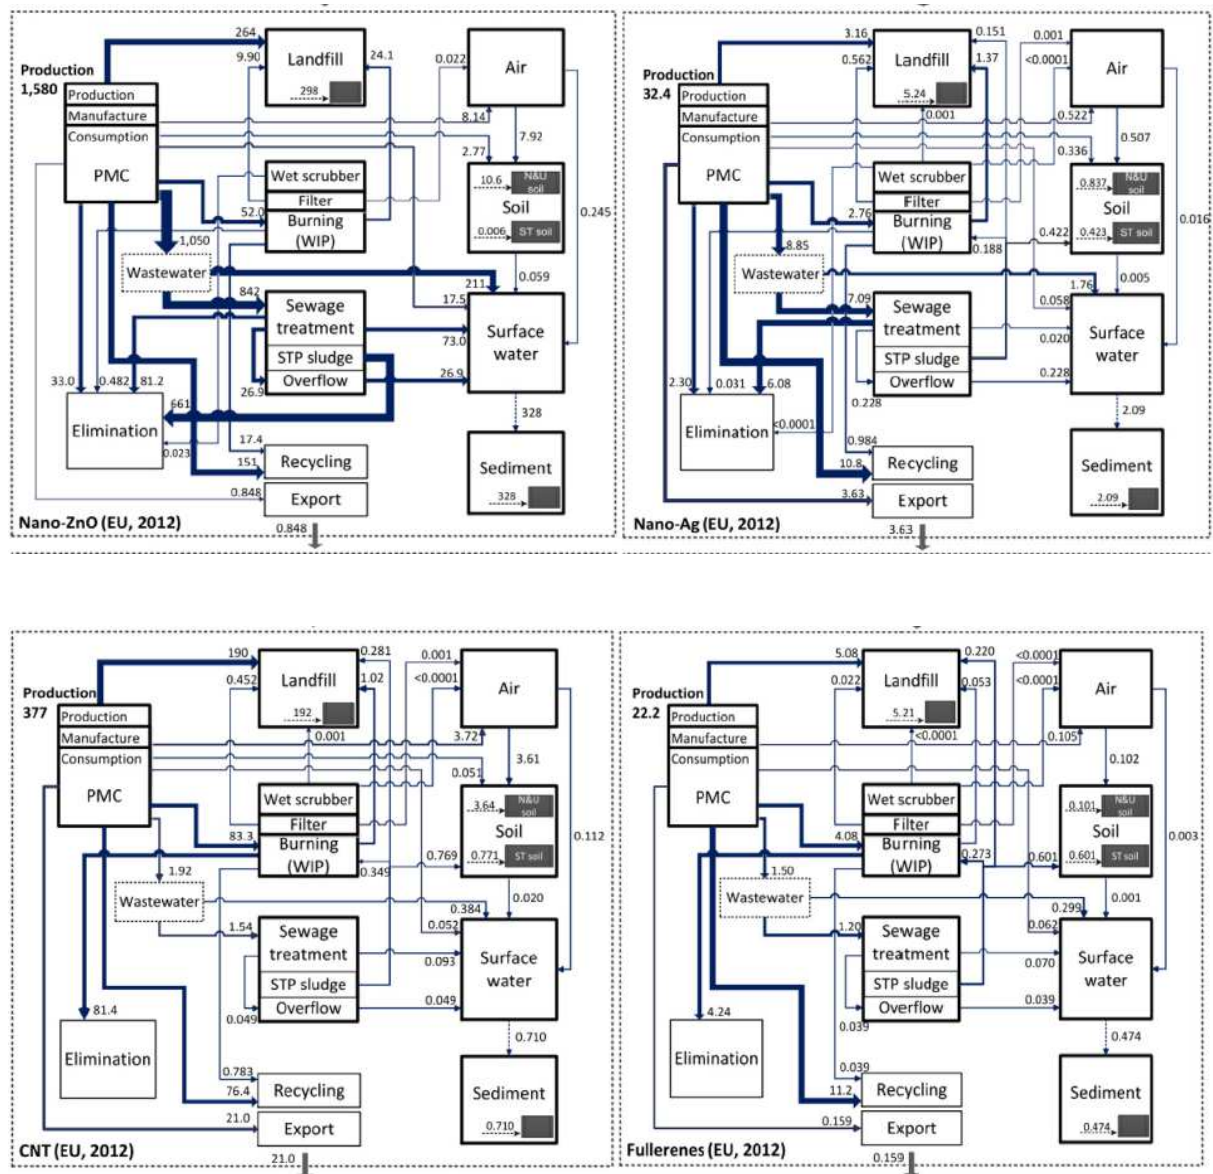 264
Landfill
24.1
9.90
298
0.022
Air
Production
1,580
Production
Manufacture
Consumption
PMC
8.14
7.92
2.77
Wet scrubber
Filter
Burning
(WIP)
52.0
10.6
N&U
soil
Soil
0.006
ST soil
0.245
1,050
Wastewater
211
0.059
842
Sewage
treatment
STP sludge
Overflow
17.5
73.0
Surface
water
26.9
26.9
33.0
0.482
81.2
661
Elimination
0.023
328
17.4
151
Recycling
Sediment
328
0.848
Export
Nano-ZnO (EU, 2012)
0.848
3.16
Landfill
0.151
1.37
0.562
5.24
0.001
0.001
<0.0001
Air
Production
32.4
Production
Manufacture
Consumption
PMC
0.522
0.507
0.336
Wet scrubber
Filter
Burning
(WIP)
2.76
0.188
0.837
N&U
soil
Soil
0.422
0.423
ST soil
0.016
8.85
Wastewater
1.76
0.005
7.09
Sewage
treatment
STP sludge
Overflow
0.058
0.020
Surface
water
0.228
0.228
2.30
0.031
6.08
Elimination
<0.0001
2.09
0.984
10.8
Recycling
Sediment
2.09
3.63
Export
Nano-Ag (EU, 2012)
3.63
190
Landfill
0.281
1.02
0.452
192
0.001
0.001
<0.0001
Air
Production
377
Production
Manufacture
Consumption
PMC
3.72
3.61
0.051
Wet scrubber
Filter
Burning
(WIP)
83.3
0.349
3.64
N&U
soil
Soil
0.769
0.771
ST soil
0.112
1.92
Wastewater
0.384
0.020
1.54
Sewage
treatment
STP sludge
Overflow
0.052
0.093
Surface
water
0.049
0.049
81.4
Elimination
0.710
0.783
76.4
Recycling
Sediment
0.710
21.0
Export
CNT (EU, 2012)
21.0
5.08
Landfill
0.220
0.053
0.022
5.21
<0.0001
<0.0001
<0.0001
Air
Production
22.2
Production
Manufacture
Consumption
PMC
0.105
0.102
Wet scrubber
Filter
Burning
(WIP)
4.08
0.273
0.101
N&U
soil
Soil
0.601
0.601
ST soil
0.003
1.50
Wastewater
0.299
0.001
1.20
Sewage
treatment
STP sludge
Overflow
0.062
0.070
Surface
water
0.039
0.039
4.24
Elimination
0.474
0.039
11.2
Recycling
Sediment
0.474
0.159
Export
Fullerenes (EU, 2012)
0.159